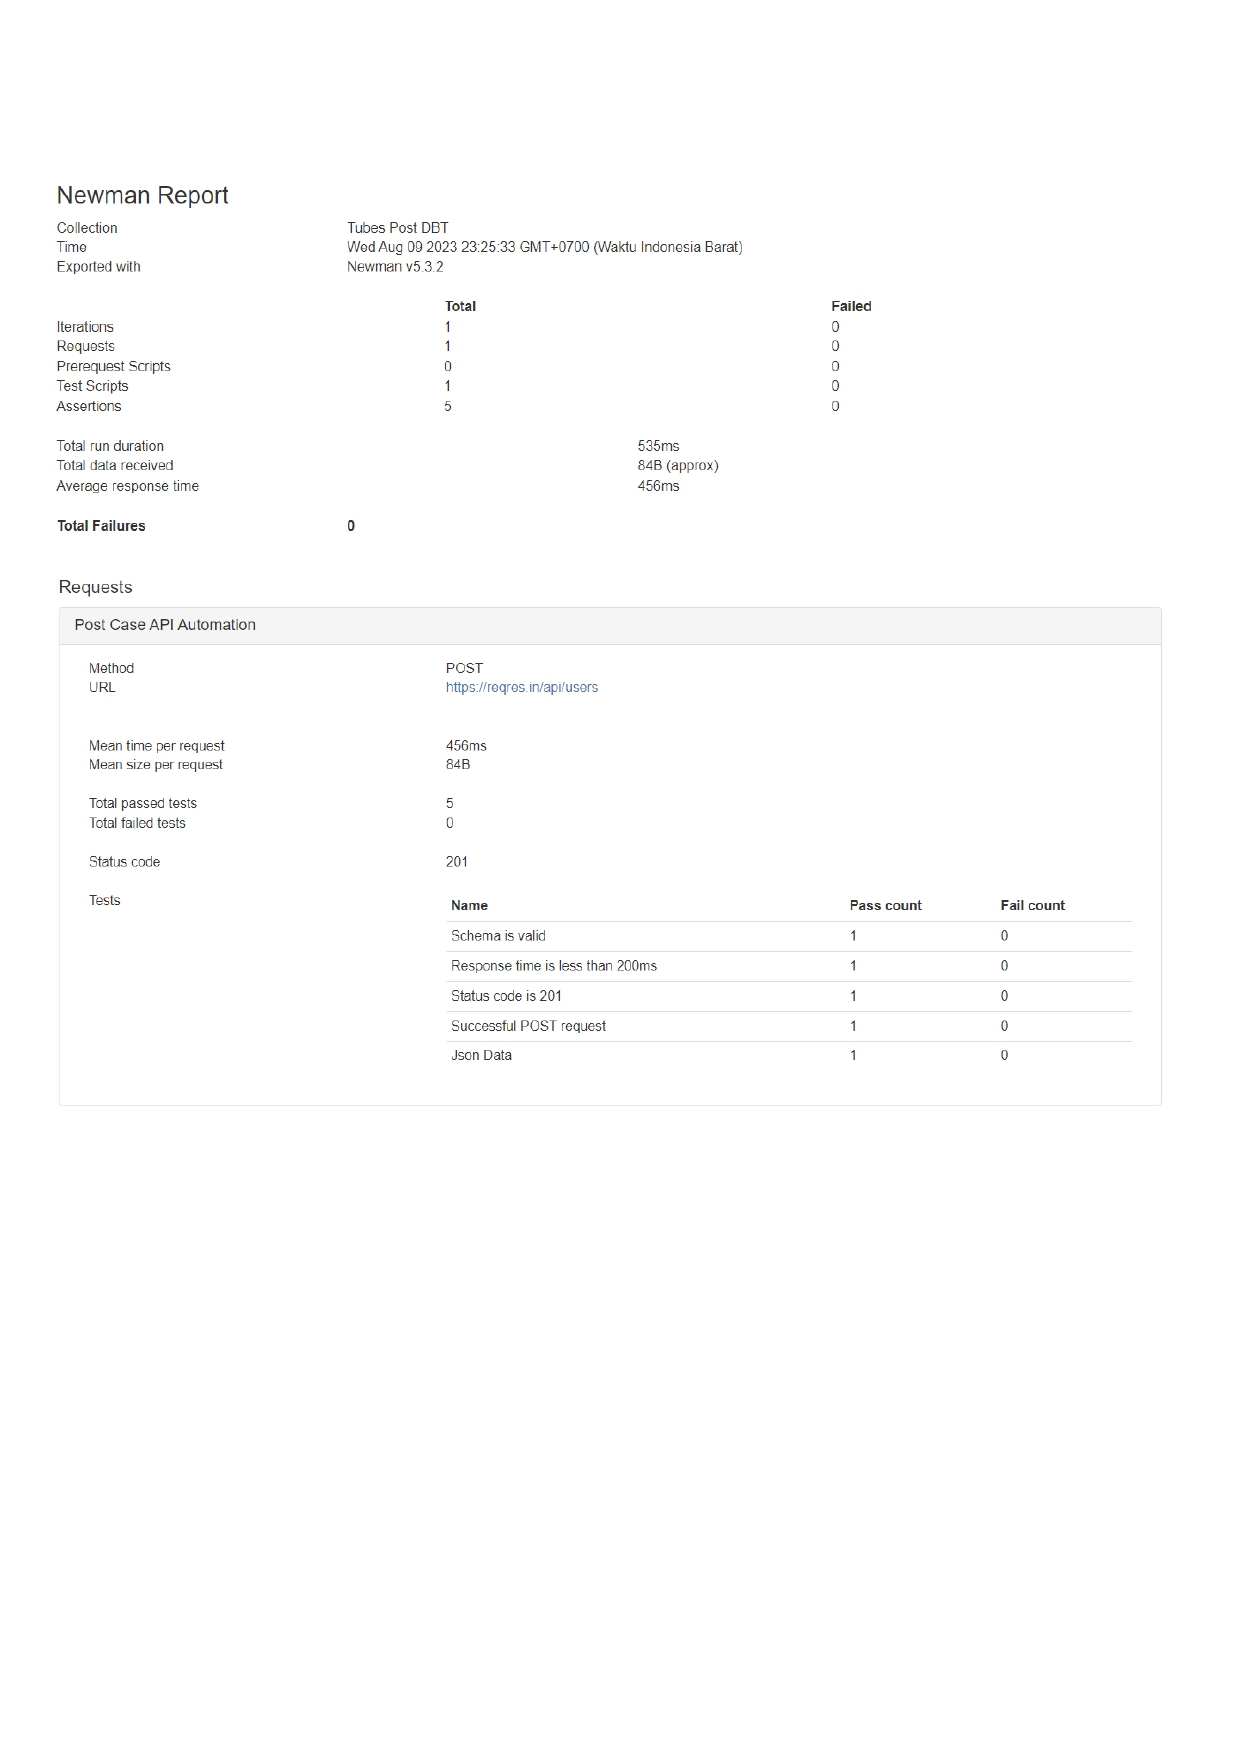 Newman Report
Collection Tubes Post DBT
Time Wed Aug 09 2023 23:25:33 GMT+0700 (Waktu Indonesia Barat)
Exported with Newman v5.3.2
Total Failed
Iterations 1 0
Requests 1 0
Prerequest Scripts 0 0
Test Scripts 1 0
Assertions 5 0
Total run duration 535ms
Total data received 84B (approx)
Average response time 456ms
Total Failures 0
Requests
Post Case API Automation
Method POST
URL https://reqres.in/api/users
Mean time per request 456ms
Mean size per request 84B
Total passed tests 5
Total failed tests 0
Status code 201
Tests Name Pass count Fail count
Schema is valid 1 0
Response time is less than 200ms 1 0
Status code is 201 1 0
Successful POST request 1 0
Json Data 1 0